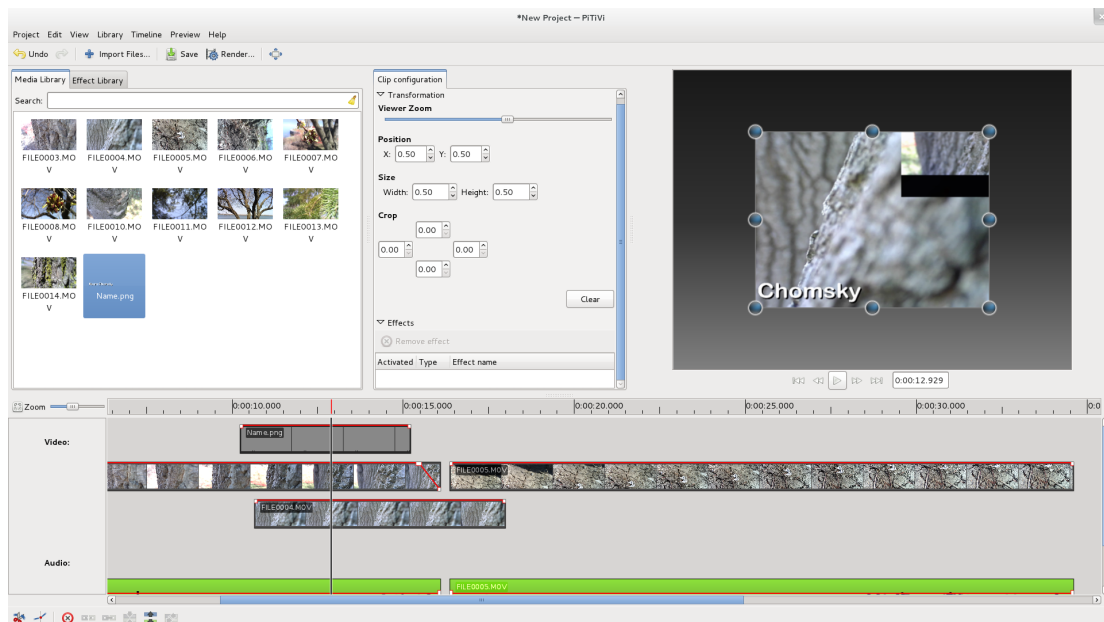 *New Project — PiTiVi
Project Edit View Library Timeline Preview Help
Undo Import Files... Save Render...
Media Library Effect Library
Search:
FILE0003.MOV
FILE0004.MOV
FILE0005.MOV
FILE0006.MOV
FILE0007.MOV
FILE0008.MOV
FILE0010.MOV
FILE0011.MOV
FILE0012.MOV
FILE0013.MOV
FILE0014.MOV
Name.png
Clip configuration
Transformation
Viewer Zoom
Position
X: 0.50 Y: 0.50
Size
Width: 0.50 Height: 0.50
Crop
0.00
0.00 0.00
0.00
Clear
Effects
Remove effect
Activated Type Effect name
Chomsky
0:00:12.929
Zoom
0:00:10.000 0:00:15.000 0:00:20.000 0:00:25.000 0:00:30.000 0:0
Video:
Name.png
FILE0005.MOV
FILE0004.MOV
Audio:
FILE0005.MOV